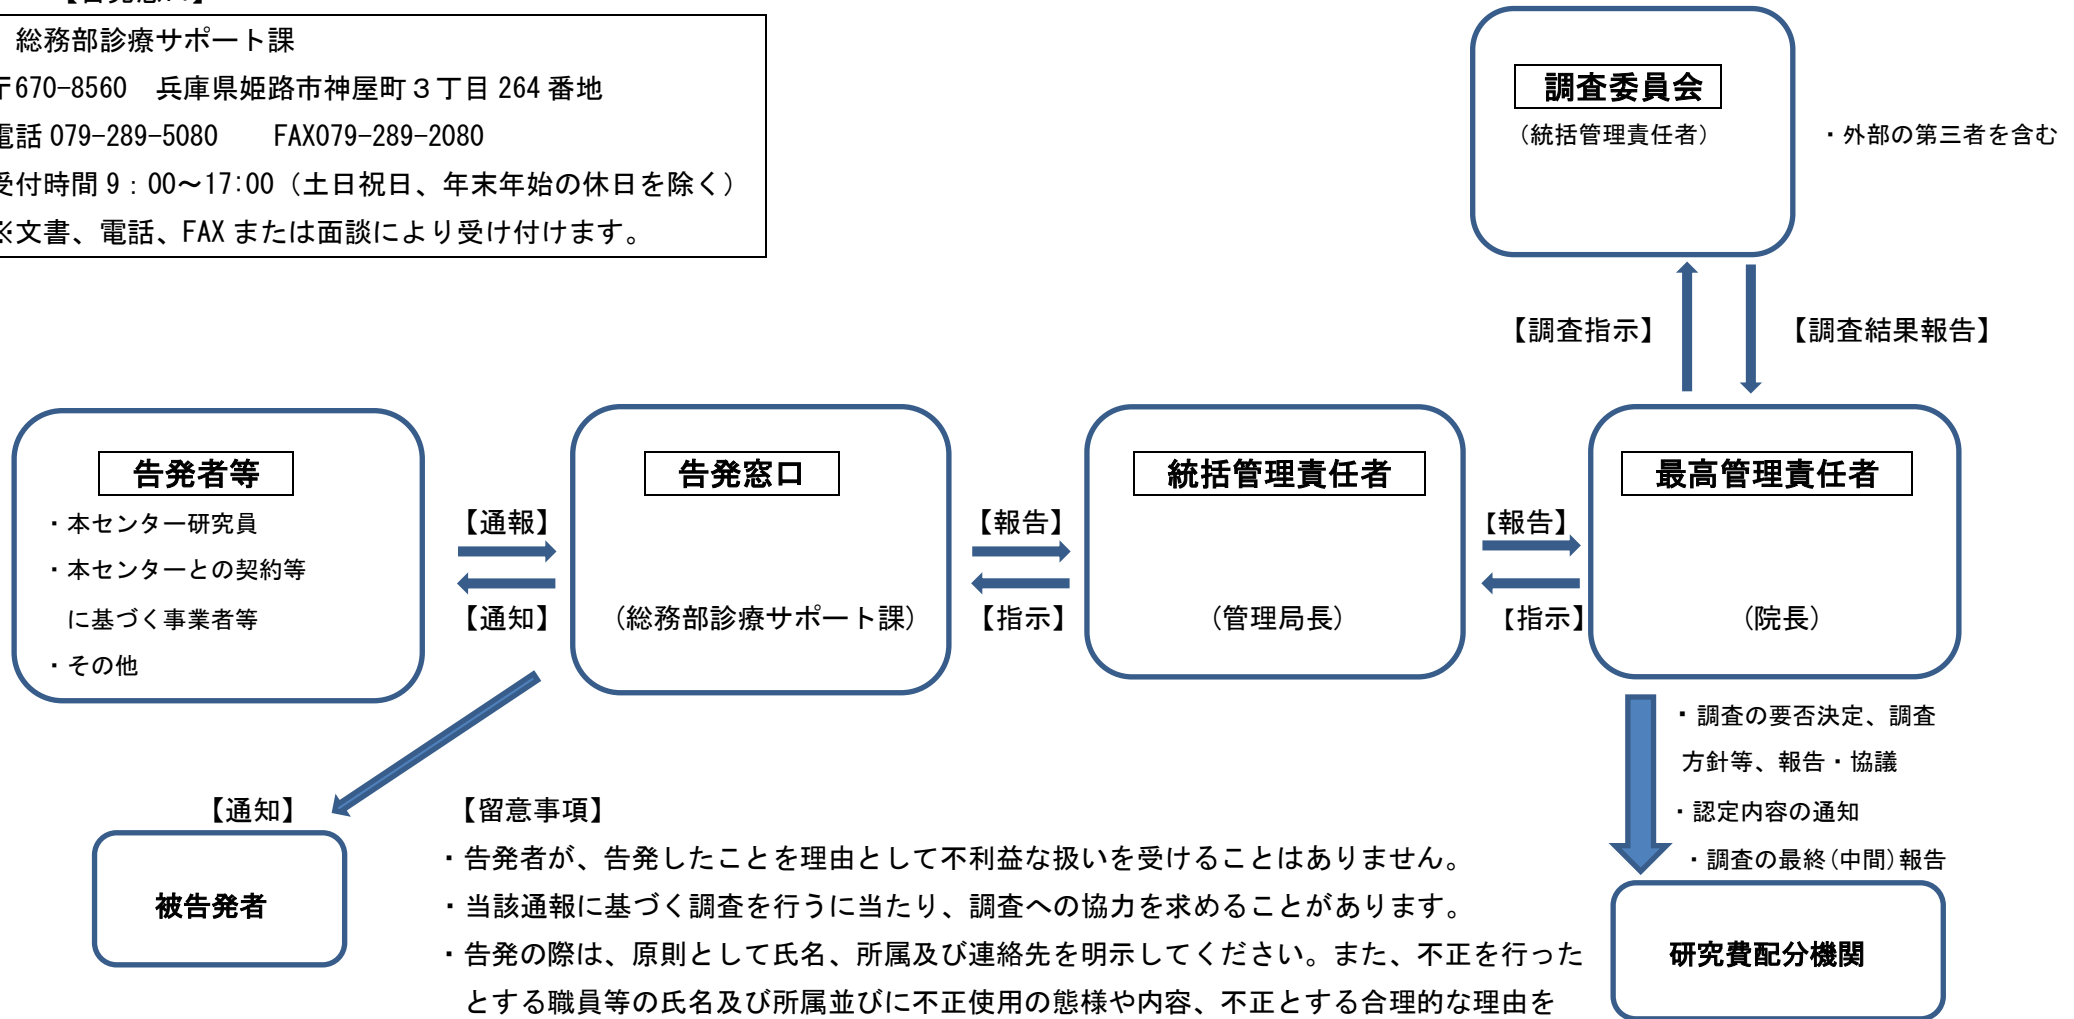 総務部診療サポート課
〒670-8560　兵庫県姫路市神屋町３丁目264番地
電話079-289-5080　　FAX079-289-2080
受付時間9：00～17:00（土日祝日、年末年始の休日を除く）
※文書、電話、FAXまたは面談により受け付けます。
調査委員会
（統括管理責任者）
・外部の第三者を含む
【調査指示】
【調査結果報告】
告発者等
・本センター研究員
・本センターとの契約等
に基づく事業者等
・その他
【通報】
【通知】
告発窓口
（総務部診療サポート課）
【報告】
【指示】
統括管理責任者
（管理局長）
【報告】
【指示】
最高管理責任者
（院長）
・調査の要否決定、調査
方針等、報告・協議
・認定内容の通知
・調査の最終(中間)報告
【通知】
被告発者
【留意事項】
・告発者が、告発したことを理由として不利益な扱いを受けることはありません。
・当該通報に基づく調査を行うに当たり、調査への協力を求めることがあります。
・告発の際は、原則として氏名、所属及び連絡先を明示してください。また、不正を行った
とする職員等の氏名及び所属並びに不正使用の態様や内容、不正とする合理的な理由を
研究費配分機関